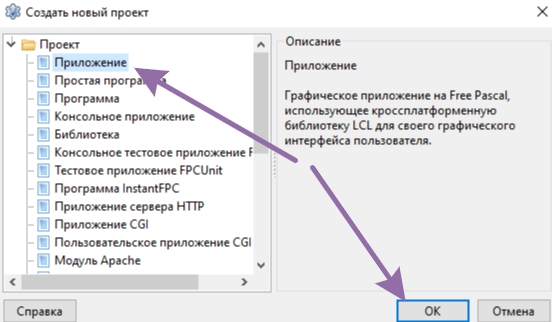 Создать новый проект
Проект
Приложение
Простая программа
Программа
Консольное приложение
Библиотека
Консольное тестовое приложение F
Тестовое приложение FPCUnit
Программа InstantFPC
Приложение сервера HTTP
Приложение CGI
Пользовательское приложение CGI
Модуль Apache
Описание
Приложение
Графическое приложение на Free Pascal,
использующее кроссплатформенную
библиотеку LCL для своего графического
интерфейса пользователя.
Справка
OK
Отмена